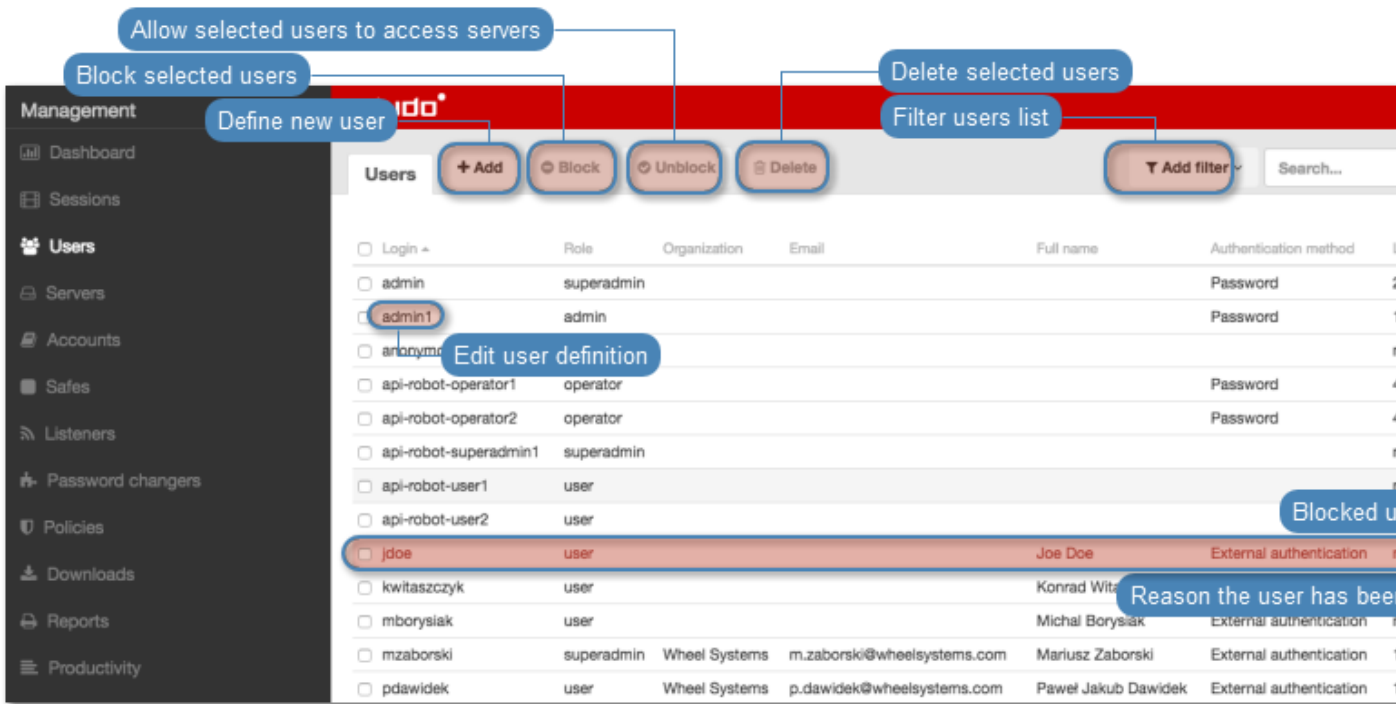 Allow selected users to access servers
Block selected users
Delete selected users
Management
Define new user
Filter users list
Dashboard
Users
+ Add
Block
Unblock
Delete
Add filter
Search...
Sessions
Users
Login Role Organization Email Full name Authentication method
admin superadmin Password
Servers
admin1 admin Password
Accounts
Edit user definition
Safes
api-robot-operator1 operator Password
api-robot-operator2 operator Password
Listeners
api-robot-superadmin1 superadmin
Password changers
api-robot-user1 user
Blocked
Policies
api-robot-user2 user
jdoe user Joe Doe External authentication
Downloads
kwitaszczyk user Konrad
Reason the user has
Reports
mborysiak user Michal Borysiak External authentication
mzaborski superadmin Wheel Systems m.zaborski@wheelsystems.com Mariusz Zaborski External authentication
Productivity
pdawidek user Wheel Systems p.dawidek@wheelsystems.com Paweł Jakub Dawidek External authentication